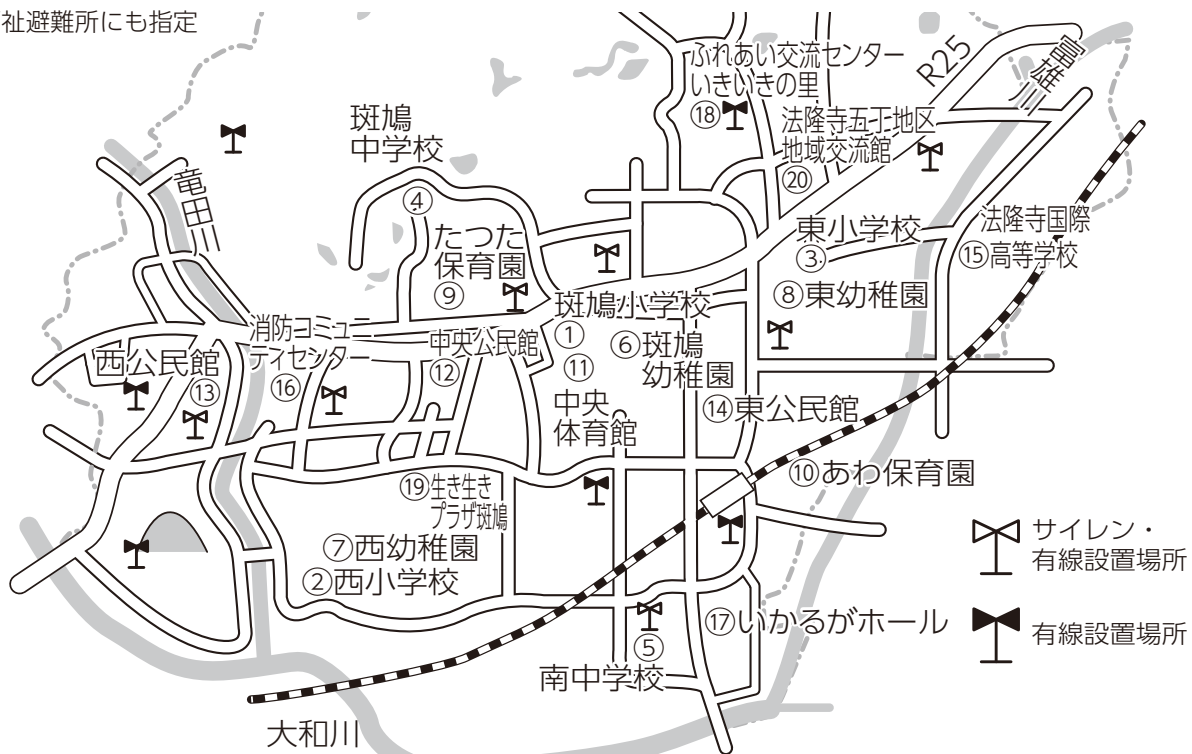 祉避難所にも指定
ふれあい交流センター
いきいきの里
⑱
R25
富雄川
斑鳩
中学校
④
法隆寺五丁地区
地域交流館
⑳
竜田川
たつた
保育園
⑨
東小学校
③
法隆寺国際
⑮高等学校
⑧東幼稚園
斑鳩小学校
①
⑪
中央
体育館
⑥斑鳩
幼稚園
消防コミュニ
ティセンター
⑯
中央公民館
⑫
西公民館
⑬
⑭東公民館
⑩あわ保育園
⑲生き生き
プラザ斑鳩
⑦西幼稚園
②西小学校
サイレン・
有線設置場所
⑰いかるがホール
有線設置場所
⑤
南中学校
大和川